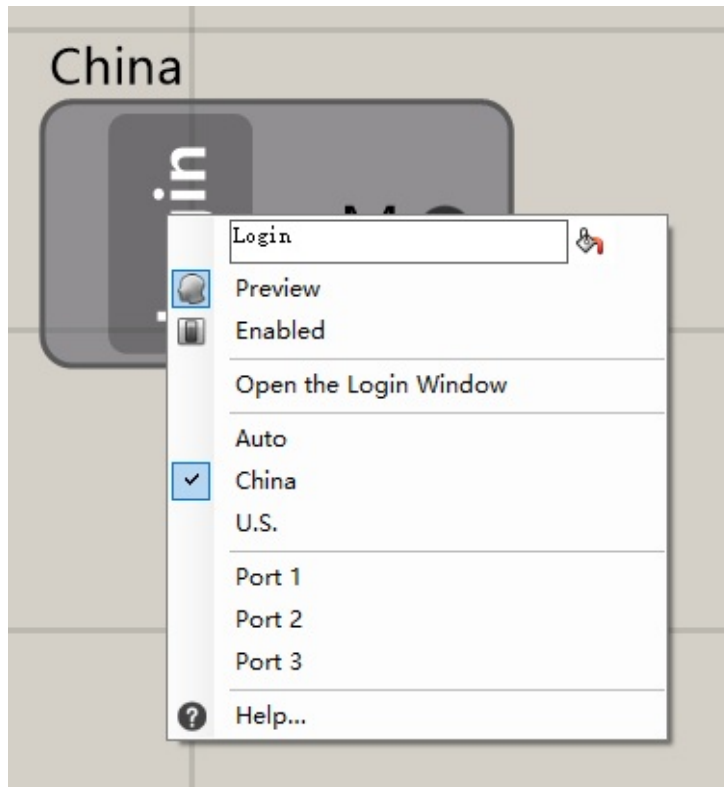 China
Login
Preview
Enabled
Open the Login Window
Auto
China
U.S.
Port 1
Port 2
Port 3
Help...